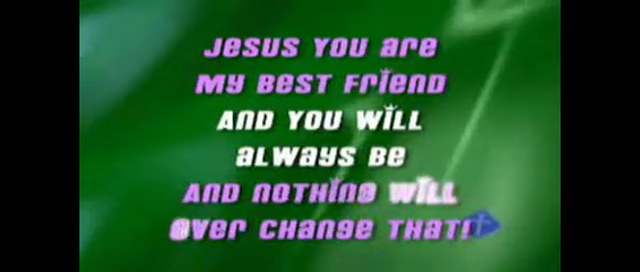 JESUS YOU ARE
MY BEST FRIEND
AND YOU WILL
ALWAYS BE
AND NOTHING WILL
EVER CHANGE THAT!